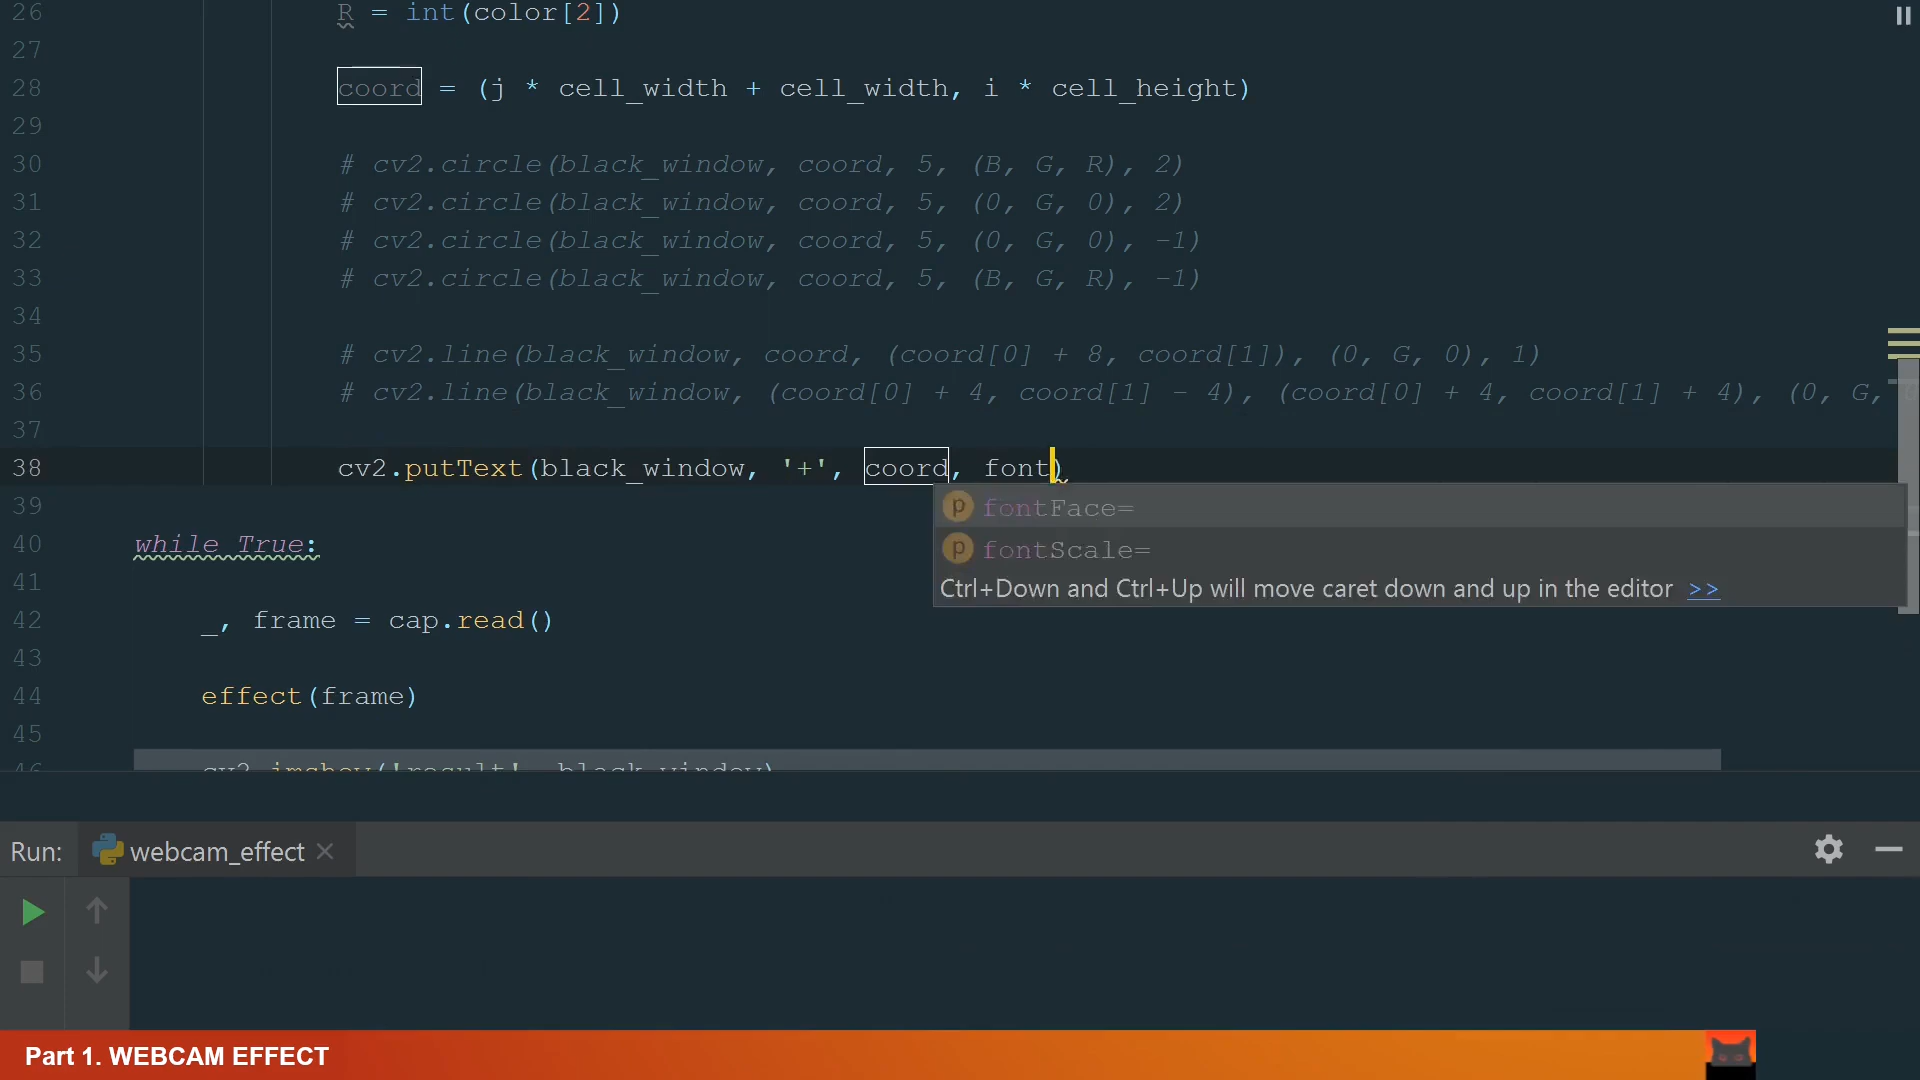 26 R = int(color[2])
27
28 coord = (j * cell_width + cell_width, i * cell_height)
29
30 # cv2.circle(black_window, coord, 5, (B, G, R), 2)
31 # cv2.circle(black_window, coord, 5, (0, G, 0), 2)
32 # cv2.circle(black_window, coord, 5, (0, G, 0), -1)
33 # cv2.circle(black_window, coord, 5, (B, G, R), -1)
34
35 # cv2.line(black_window, coord, (coord[0] + 8, coord[1]), (0, G, 0), 1)
36 # cv2.line(black_window, (coord[0] + 4, coord[1] - 4), (coord[0] + 4, coord[1] + 4), (0, G, 0
37
38 cv2.putText(black_window, '+', coord, font)
p fontFace=
39
p fontScale=
40 while True:
Ctrl+Down and Ctrl+Up will move caret down and up in the editor >>
41
42 _, frame = cap.read()
43
44 effect(frame)
45
46 cv2.imshow('result', black_window)
Run: webcam_effect
Part 1. WEBCAM EFFECT